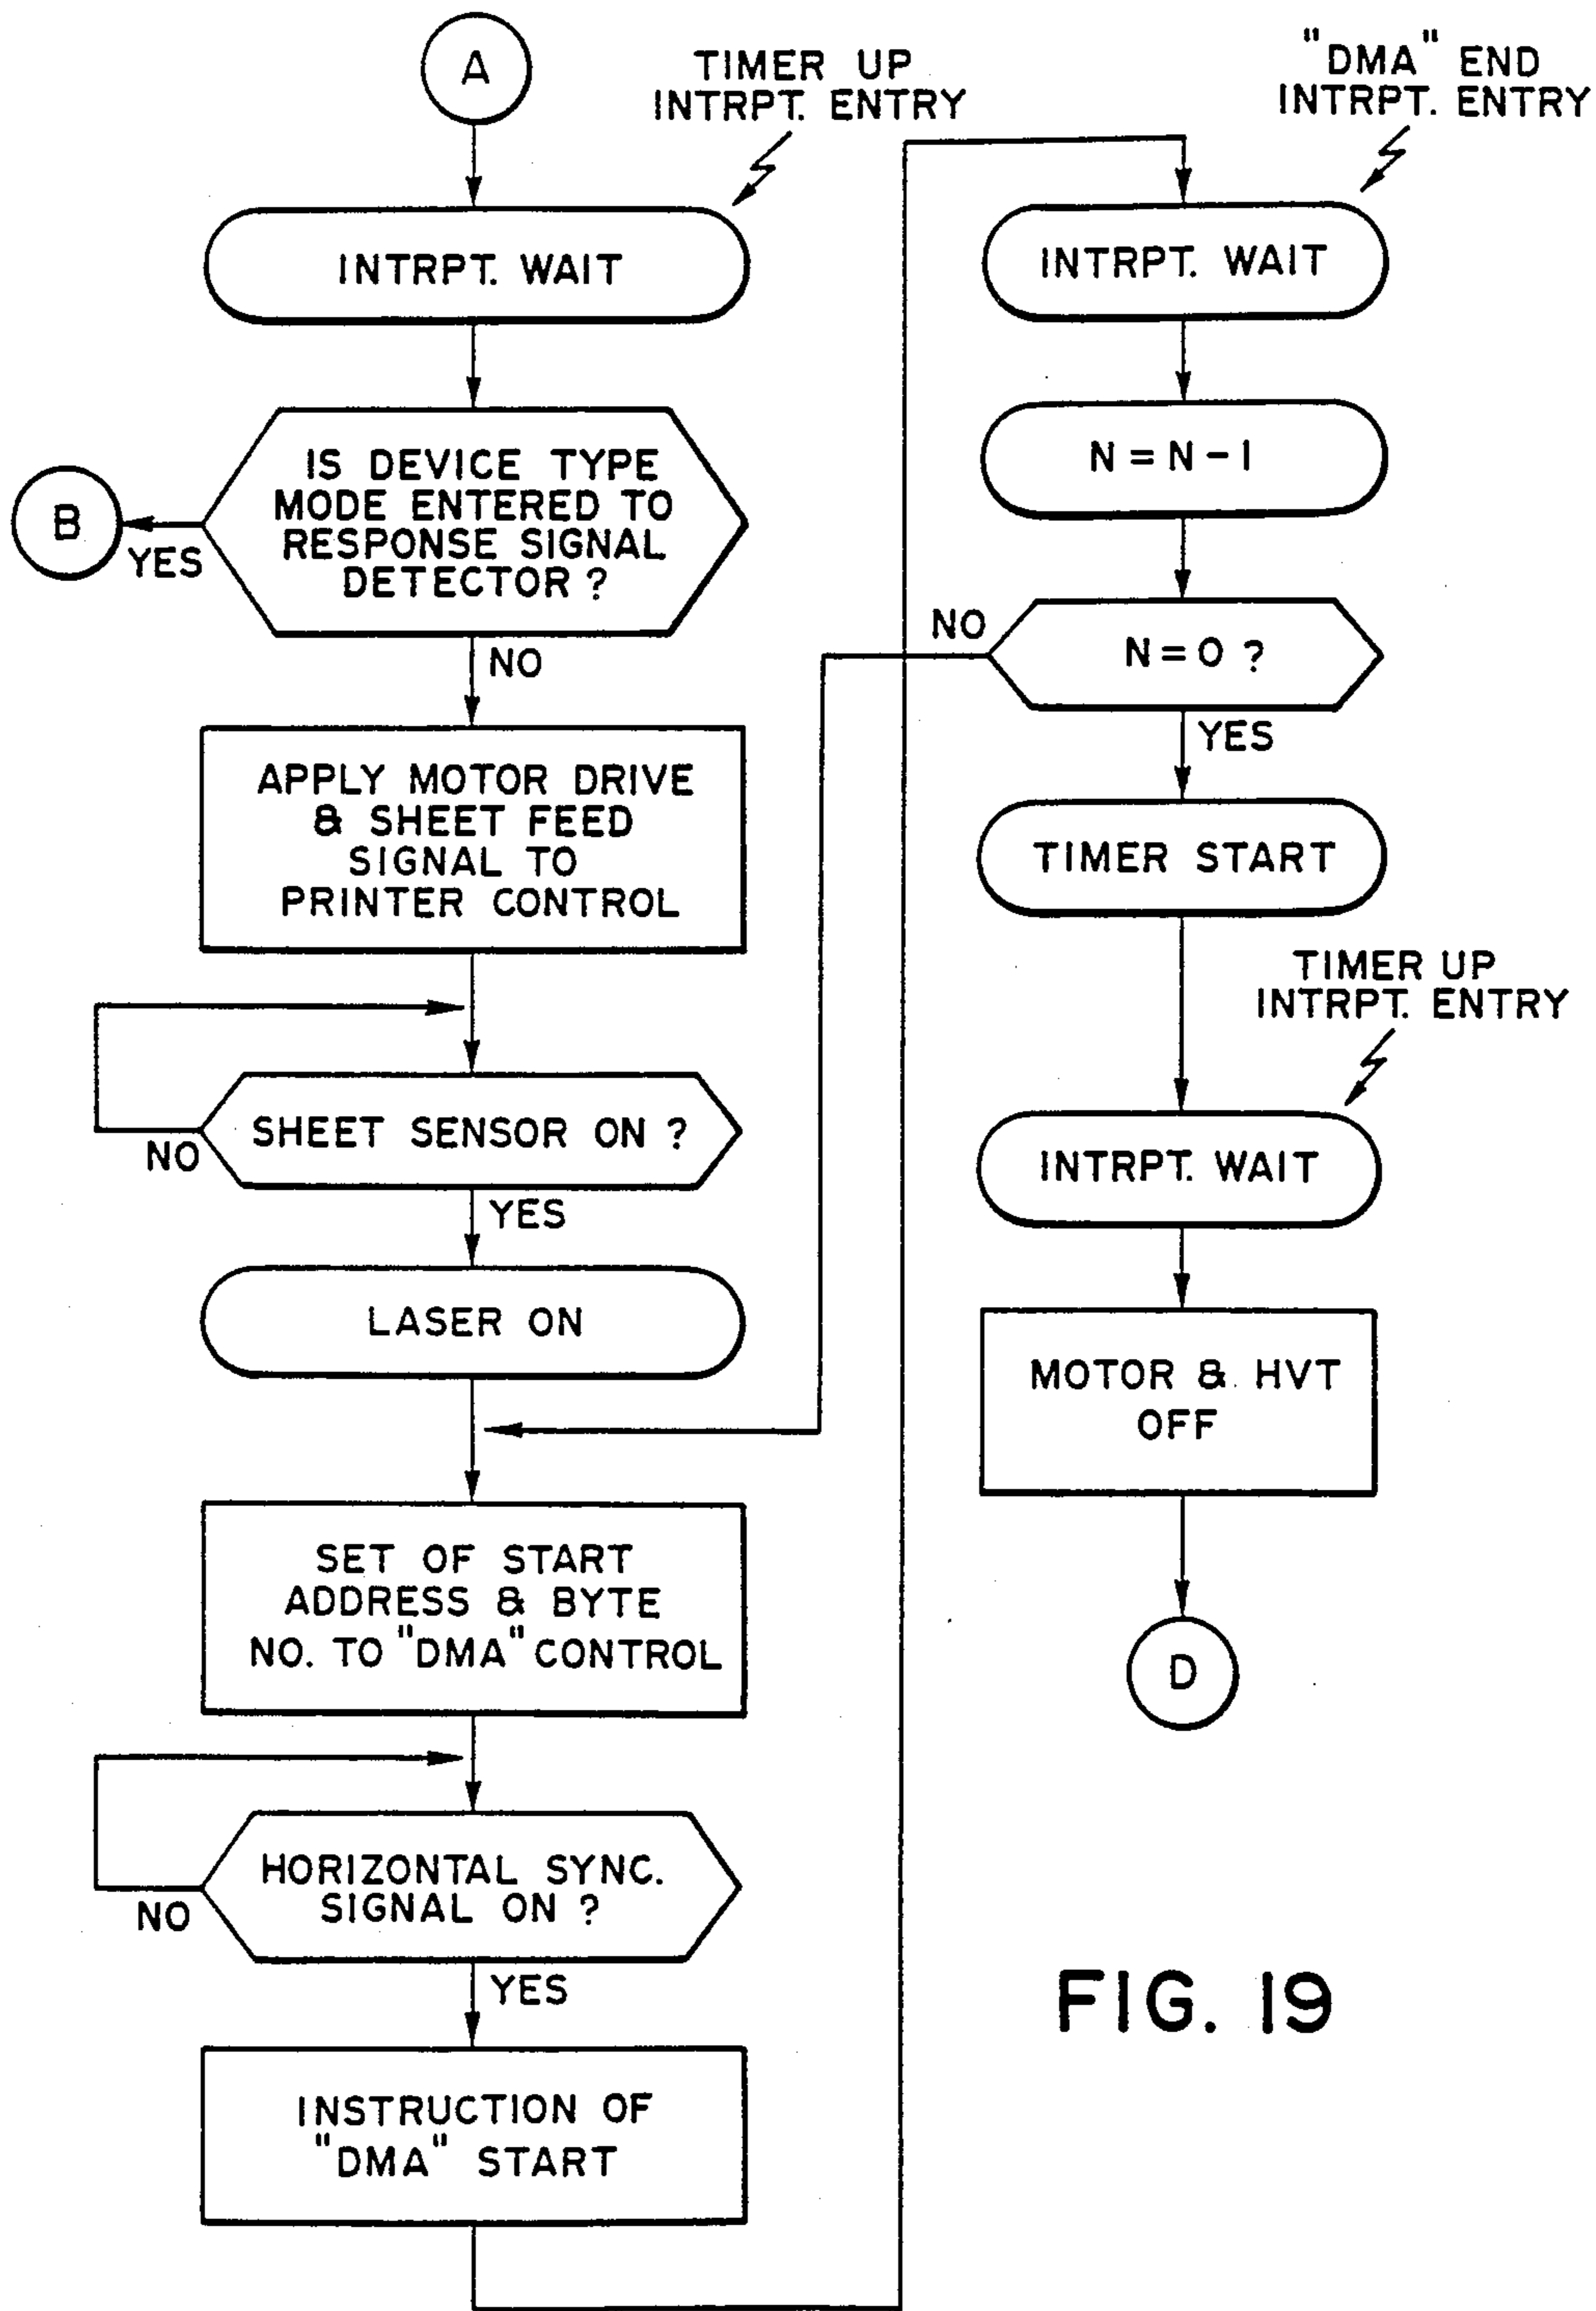 A
TIMER UP
INTRPT. ENTRY
INTRPT. WAIT
IS DEVICE TYPE
MODE ENTERED TO
RESPONSE SIGNAL
DETECTOR ?
B
YES
NO
APPLY MOTOR DRIVE
& SHEET FEED
SIGNAL TO
PRINTER CONTROL
SHEET SENSOR ON ?
NO
YES
LASER ON
SET OF START
ADDRESS & BYTE
NO. TO "DMA" CONTROL
HORIZONTAL SYNC.
SIGNAL ON ?
NO
YES
INSTRUCTION OF
"DMA" START
"DMA" END
INTRPT. ENTRY
INTRPT. WAIT
N = N - 1
N = 0 ?
NO
YES
TIMER START
TIMER UP
INTRPT. ENTRY
INTRPT. WAIT
MOTOR & HVT
OFF
D
FIG. 19